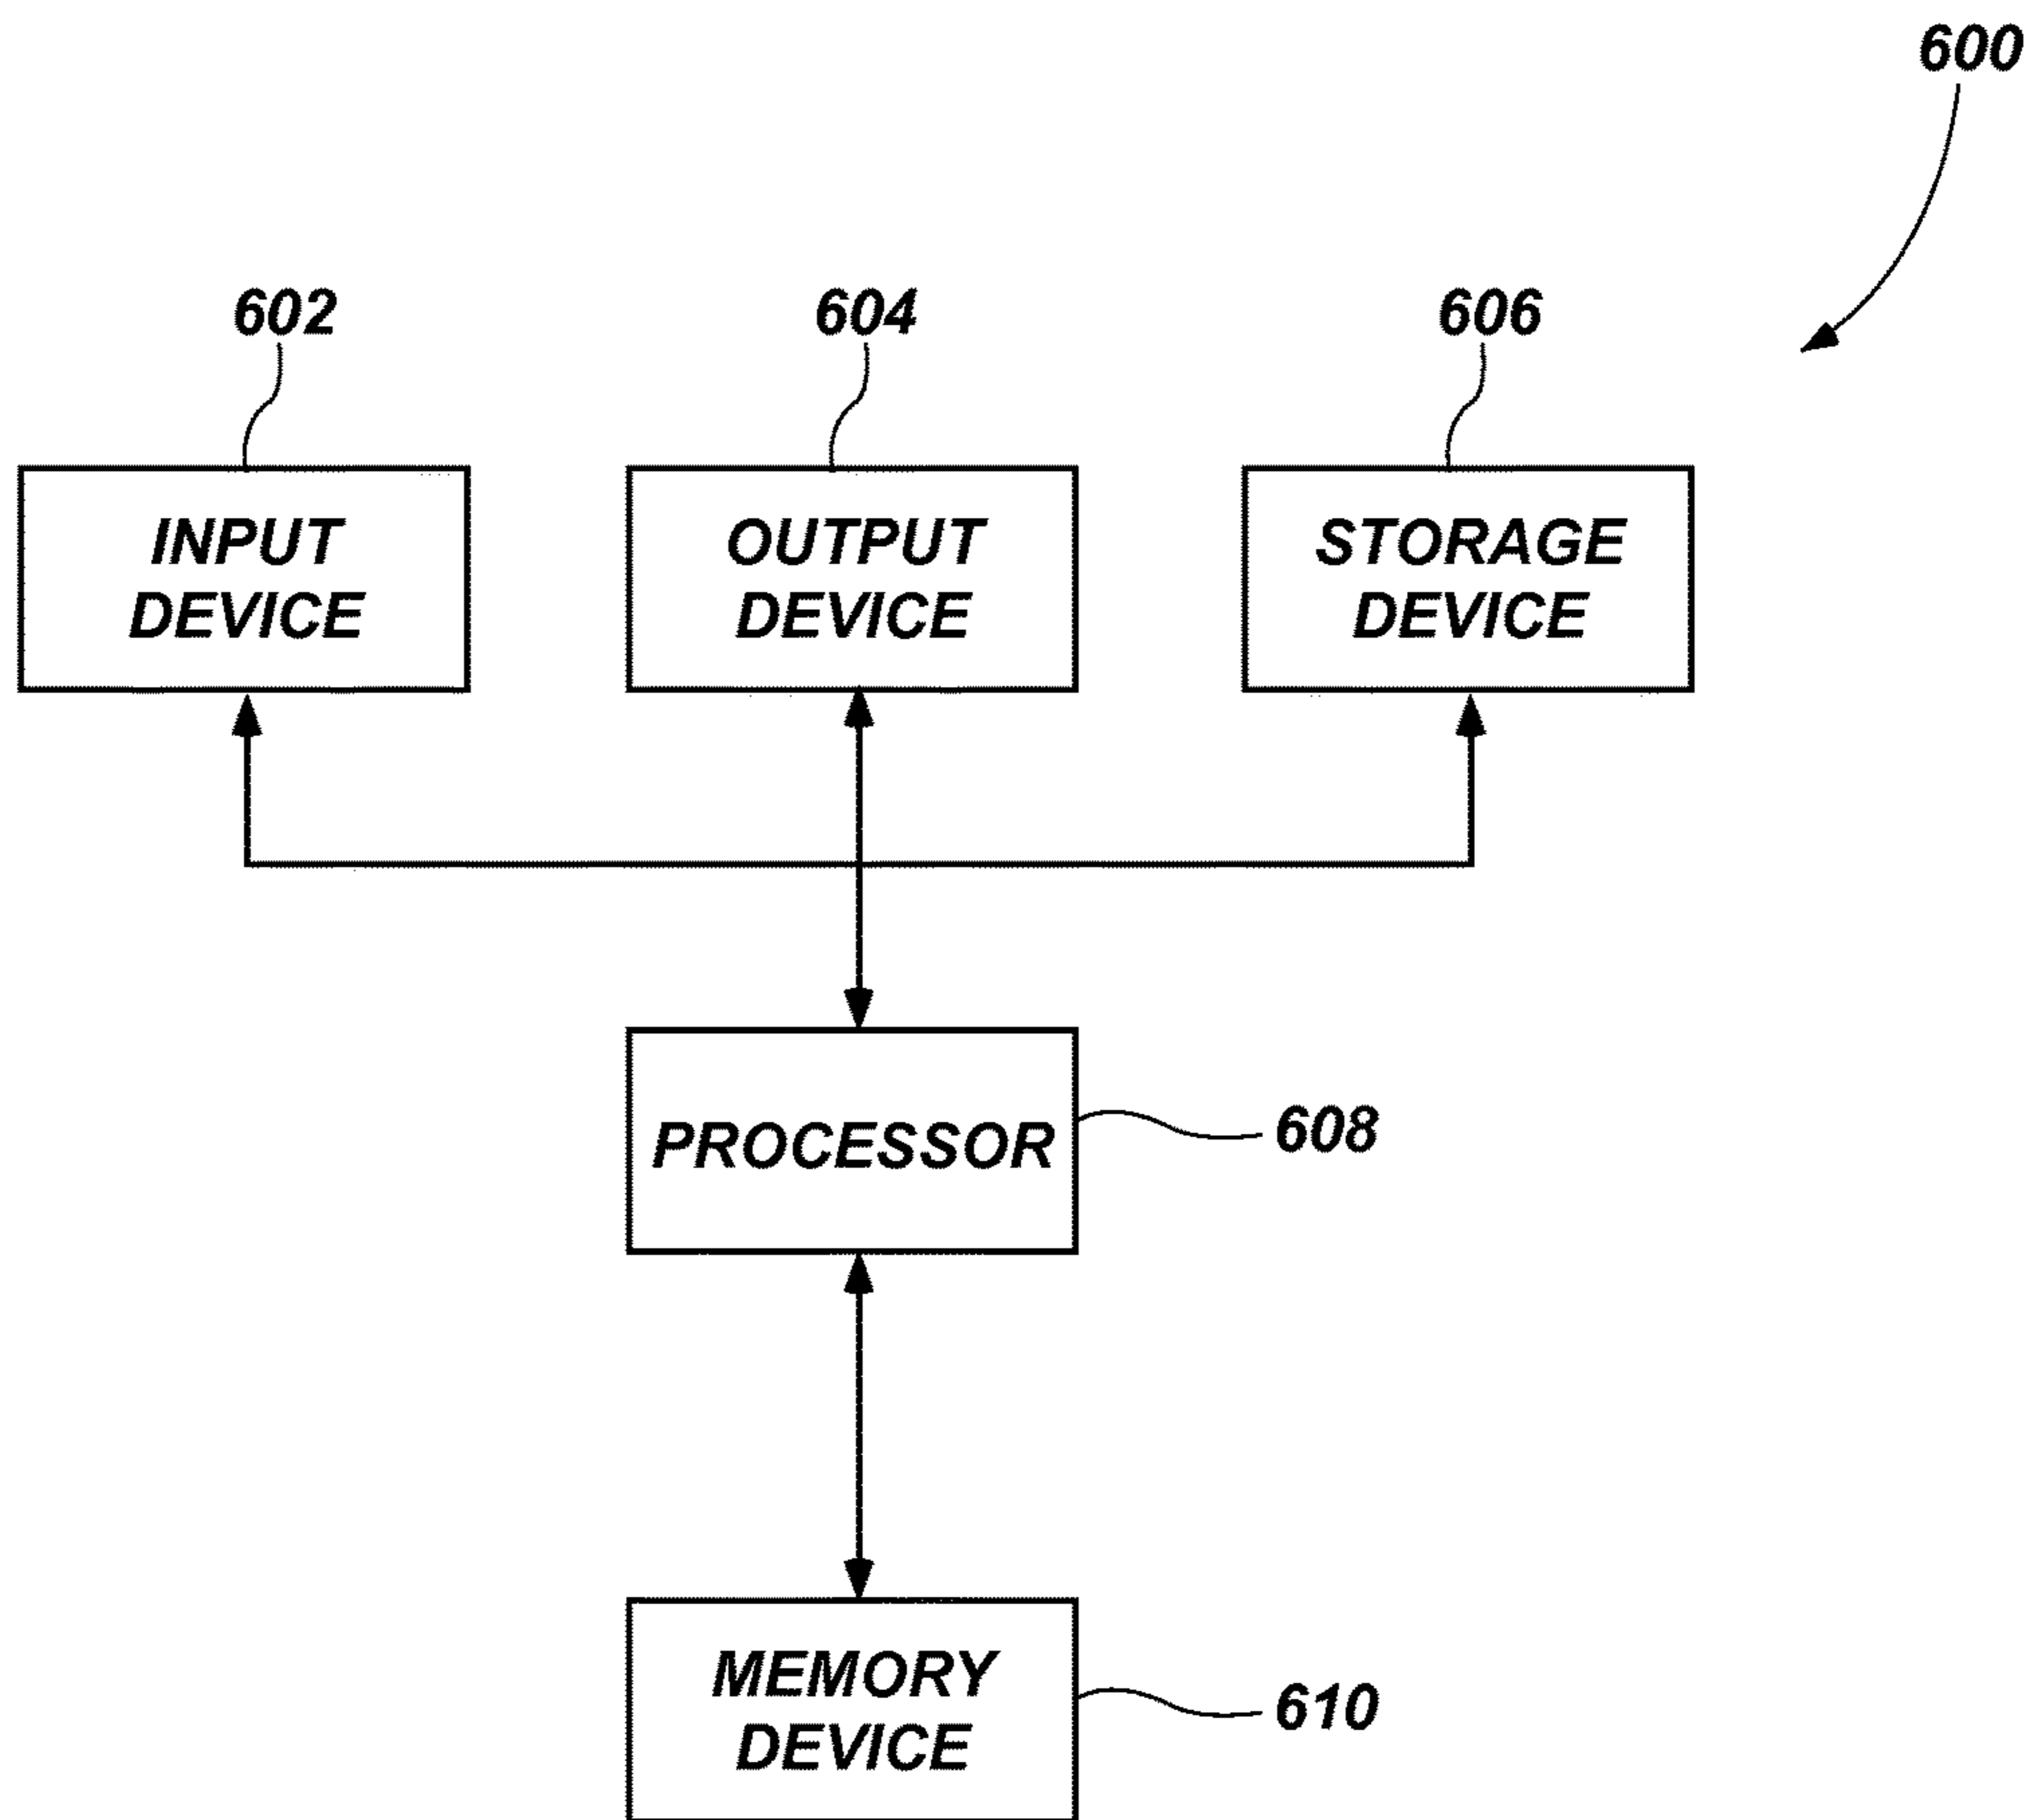 600
602
604
606
INPUT
DEVICE
OUTPUT
DEVICE
STORAGE
DEVICE
PROCESSOR
608
MEMORY
DEVICE
610